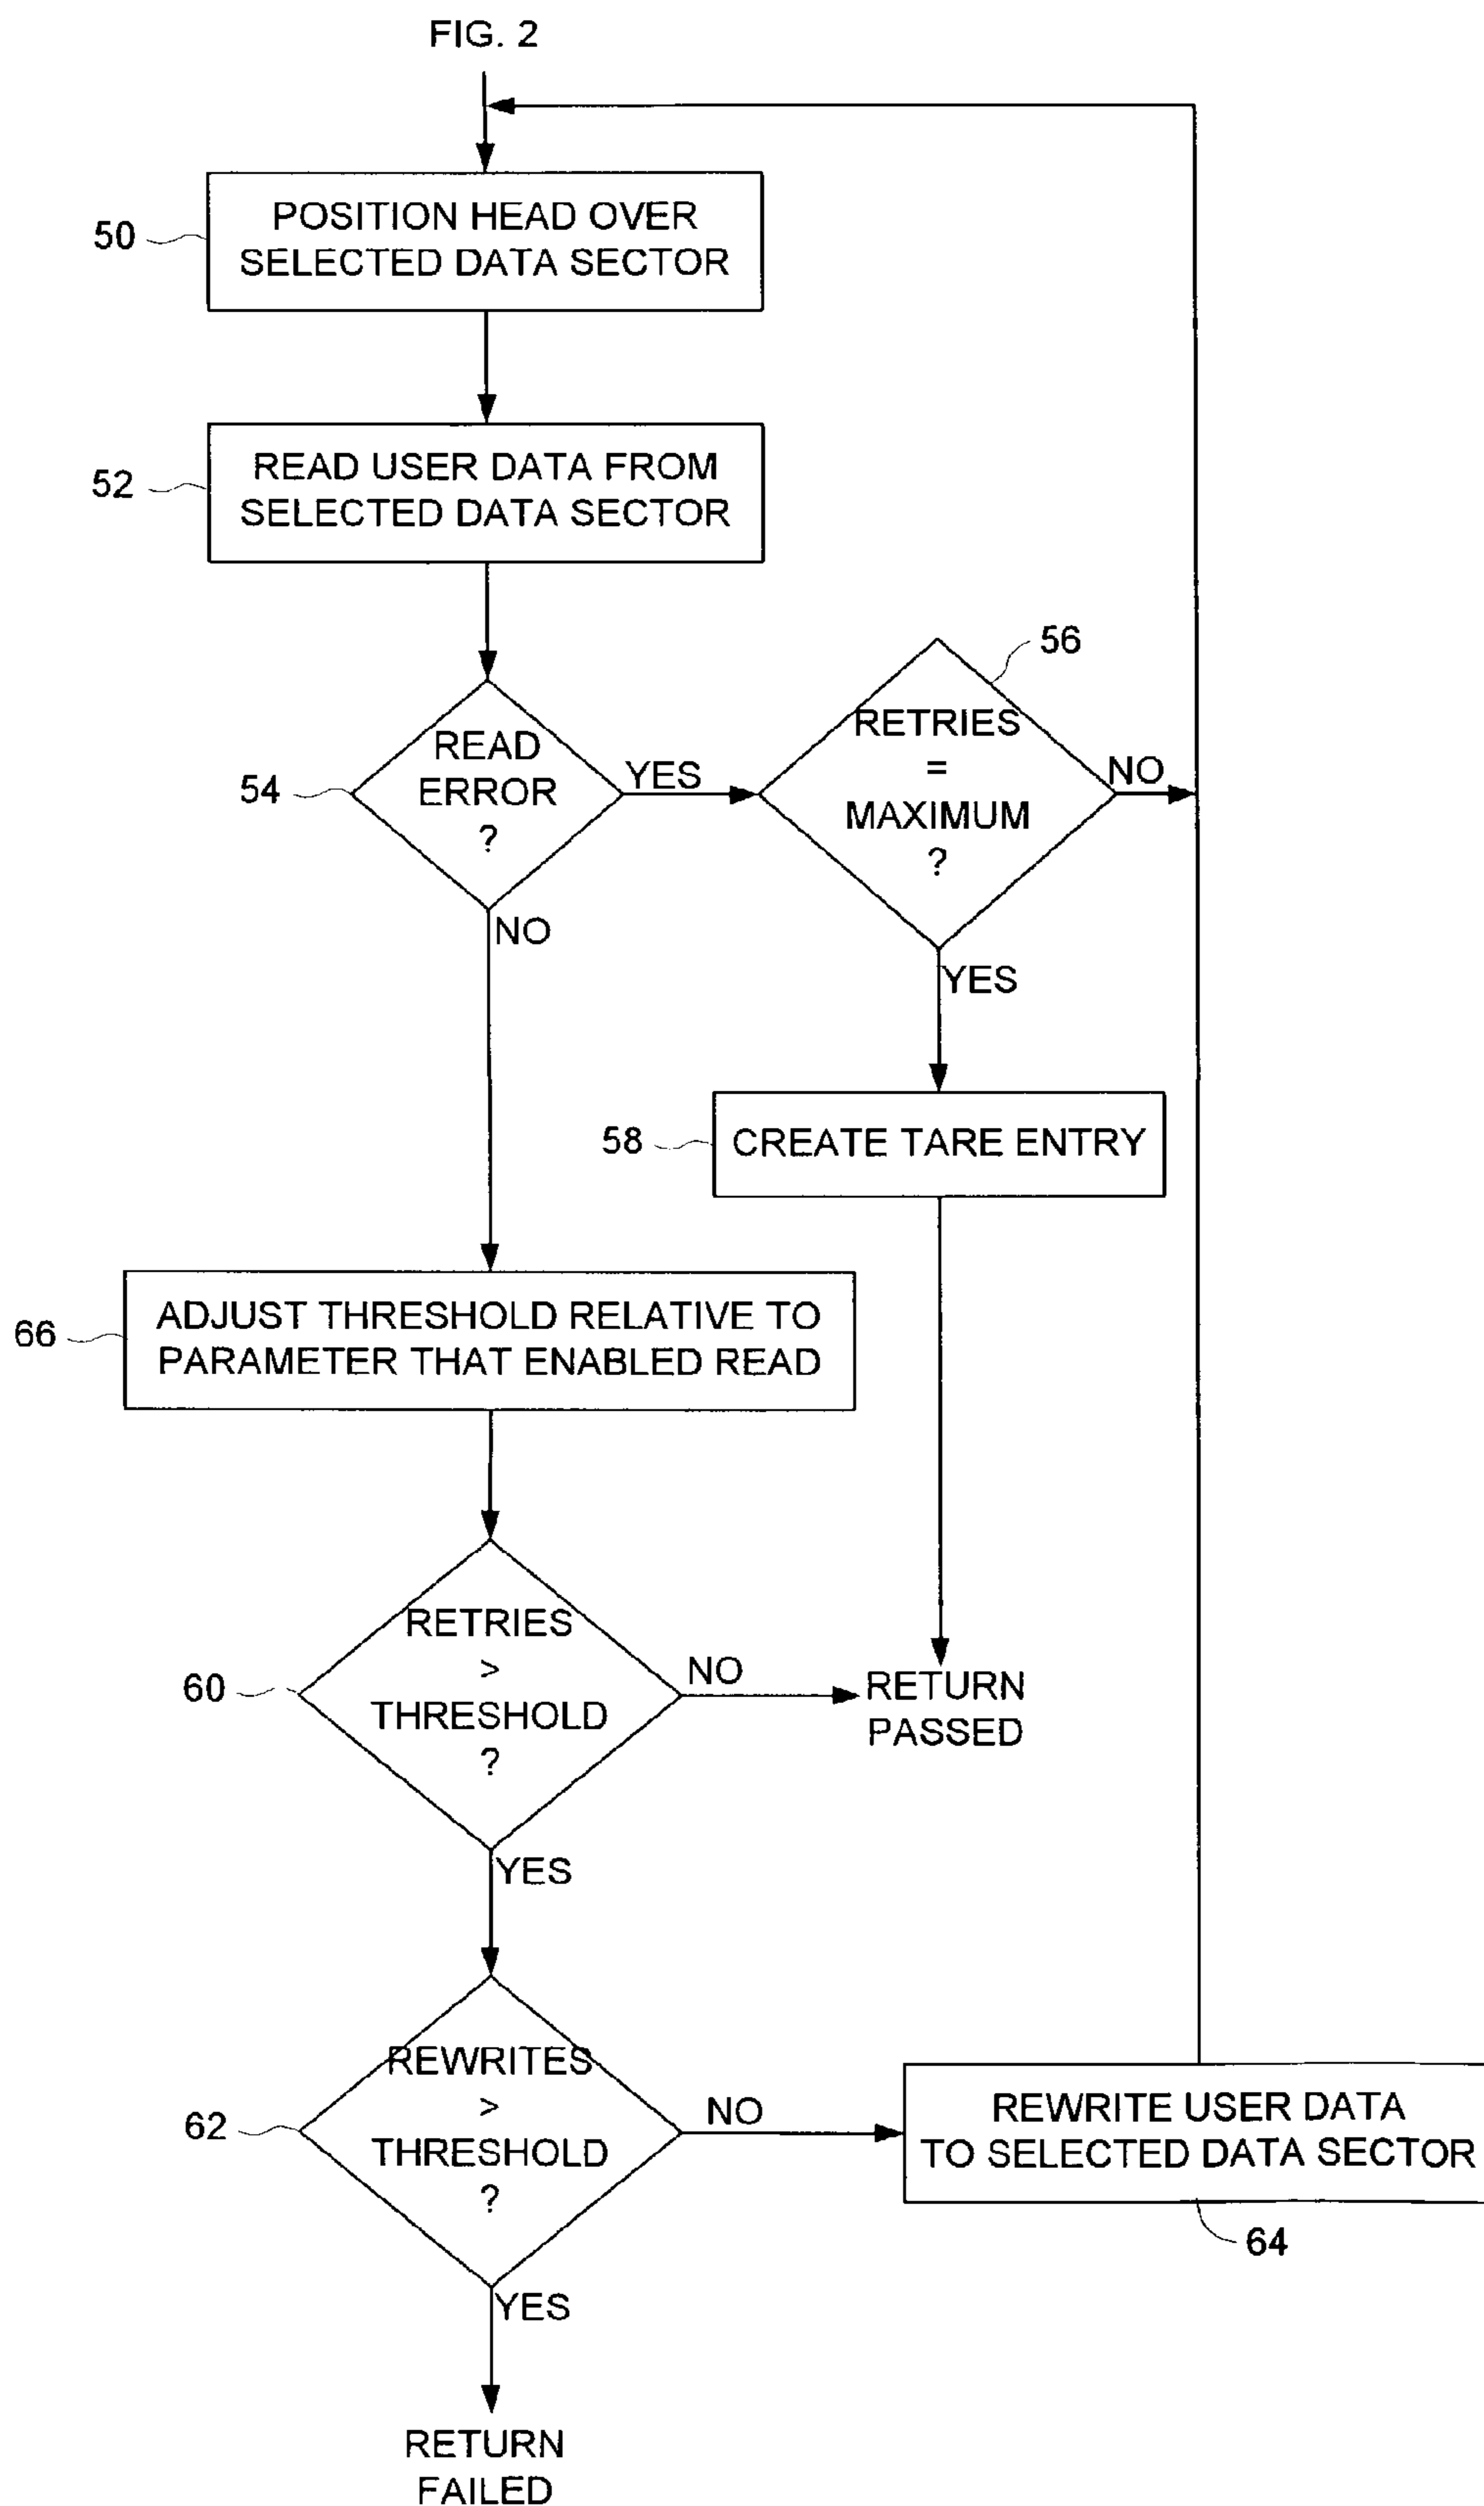 FIG. 2
50
POSITION HEAD OVER
SELECTED DATA SECTOR
52
READ USER DATA FROM
SELECTED DATA SECTOR
54
READ
ERROR
?
YES
NO
56
RETRIES
=
MAXIMUM
?
NO
YES
58
CREATE TARE ENTRY
66
ADJUST THRESHOLD RELATIVE TO
PARAMETER THAT ENABLED READ
60
RETRIES
>
THRESHOLD
?
NO
RETURN
PASSED
YES
62
REWRITES
>
THRESHOLD
?
NO
REWRITE USER DATA
TO SELECTED DATA SECTOR
64
YES
RETURN
FAILED